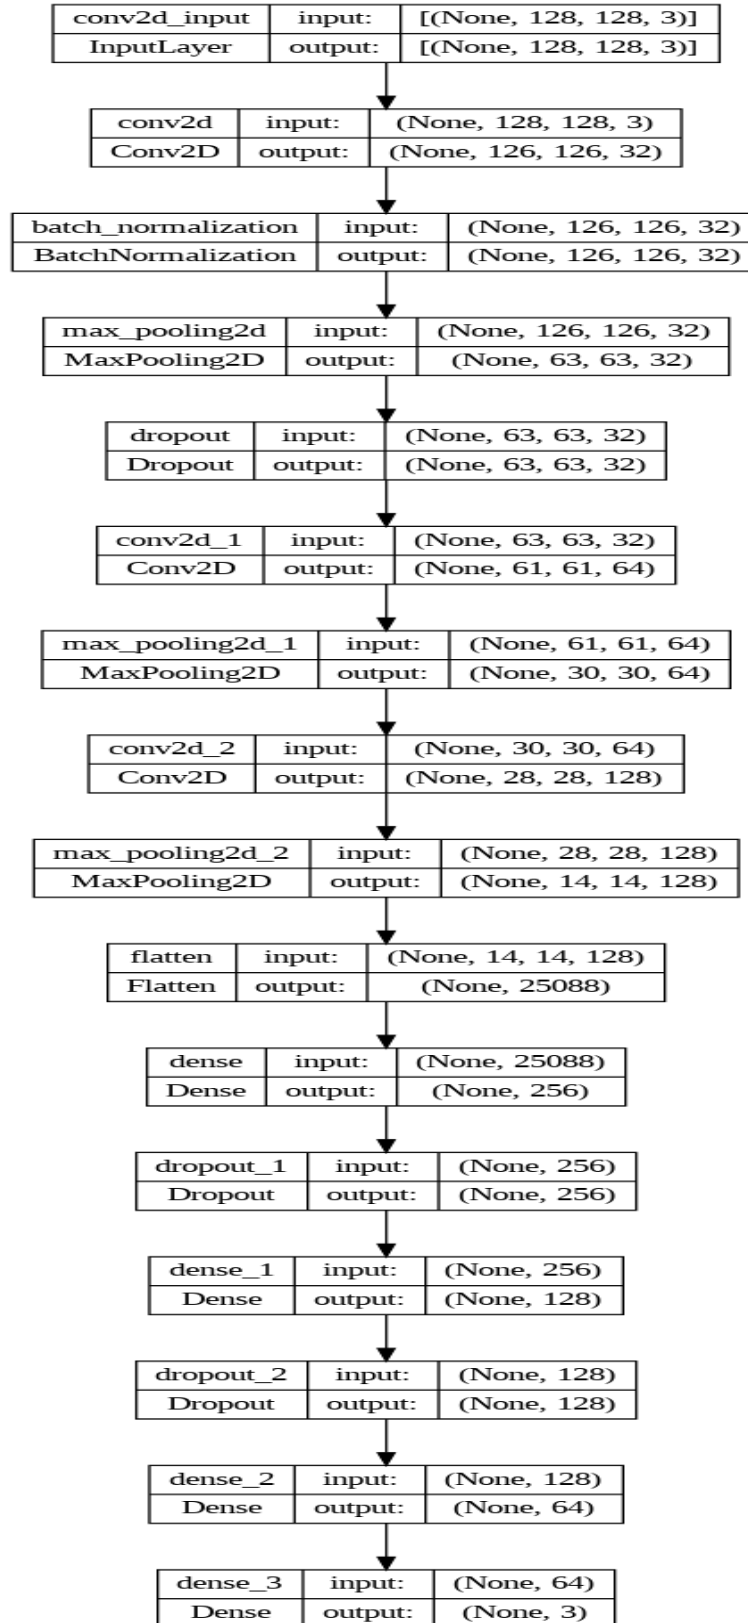 conv2d_input input: [(None, 128, 128, 3)]
InputLayer output: [(None, 128, 128, 3)]
conv2d input: (None, 128, 128, 3)
Conv2D output: (None, 126, 126, 32)
batch_normalization input: (None, 126, 126, 32)
BatchNormalization output: (None, 126, 126, 32)
max_pooling2d input: (None, 126, 126, 32)
MaxPooling2D output: (None, 63, 63, 32)
dropout input: (None, 63, 63, 32)
Dropout output: (None, 63, 63, 32)
conv2d_1 input: (None, 63, 63, 32)
Conv2D output: (None, 61, 61, 64)
max_pooling2d_1 input: (None, 61, 61, 64)
MaxPooling2D output: (None, 30, 30, 64)
conv2d_2 input: (None, 30, 30, 64)
Conv2D output: (None, 28, 28, 128)
max_pooling2d_2 input: (None, 28, 28, 128)
MaxPooling2D output: (None, 14, 14, 128)
flatten input: (None, 14, 14, 128)
Flatten output: (None, 25088)
dense input: (None, 25088)
Dense output: (None, 256)
dropout_1 input: (None, 256)
Dropout output: (None, 256)
dense_1 input: (None, 256)
Dense output: (None, 128)
dropout_2 input: (None, 128)
Dropout output: (None, 128)
dense_2 input: (None, 128)
Dense output: (None, 64)
dense_3 input: (None, 64)
Dense output: (None, 3)